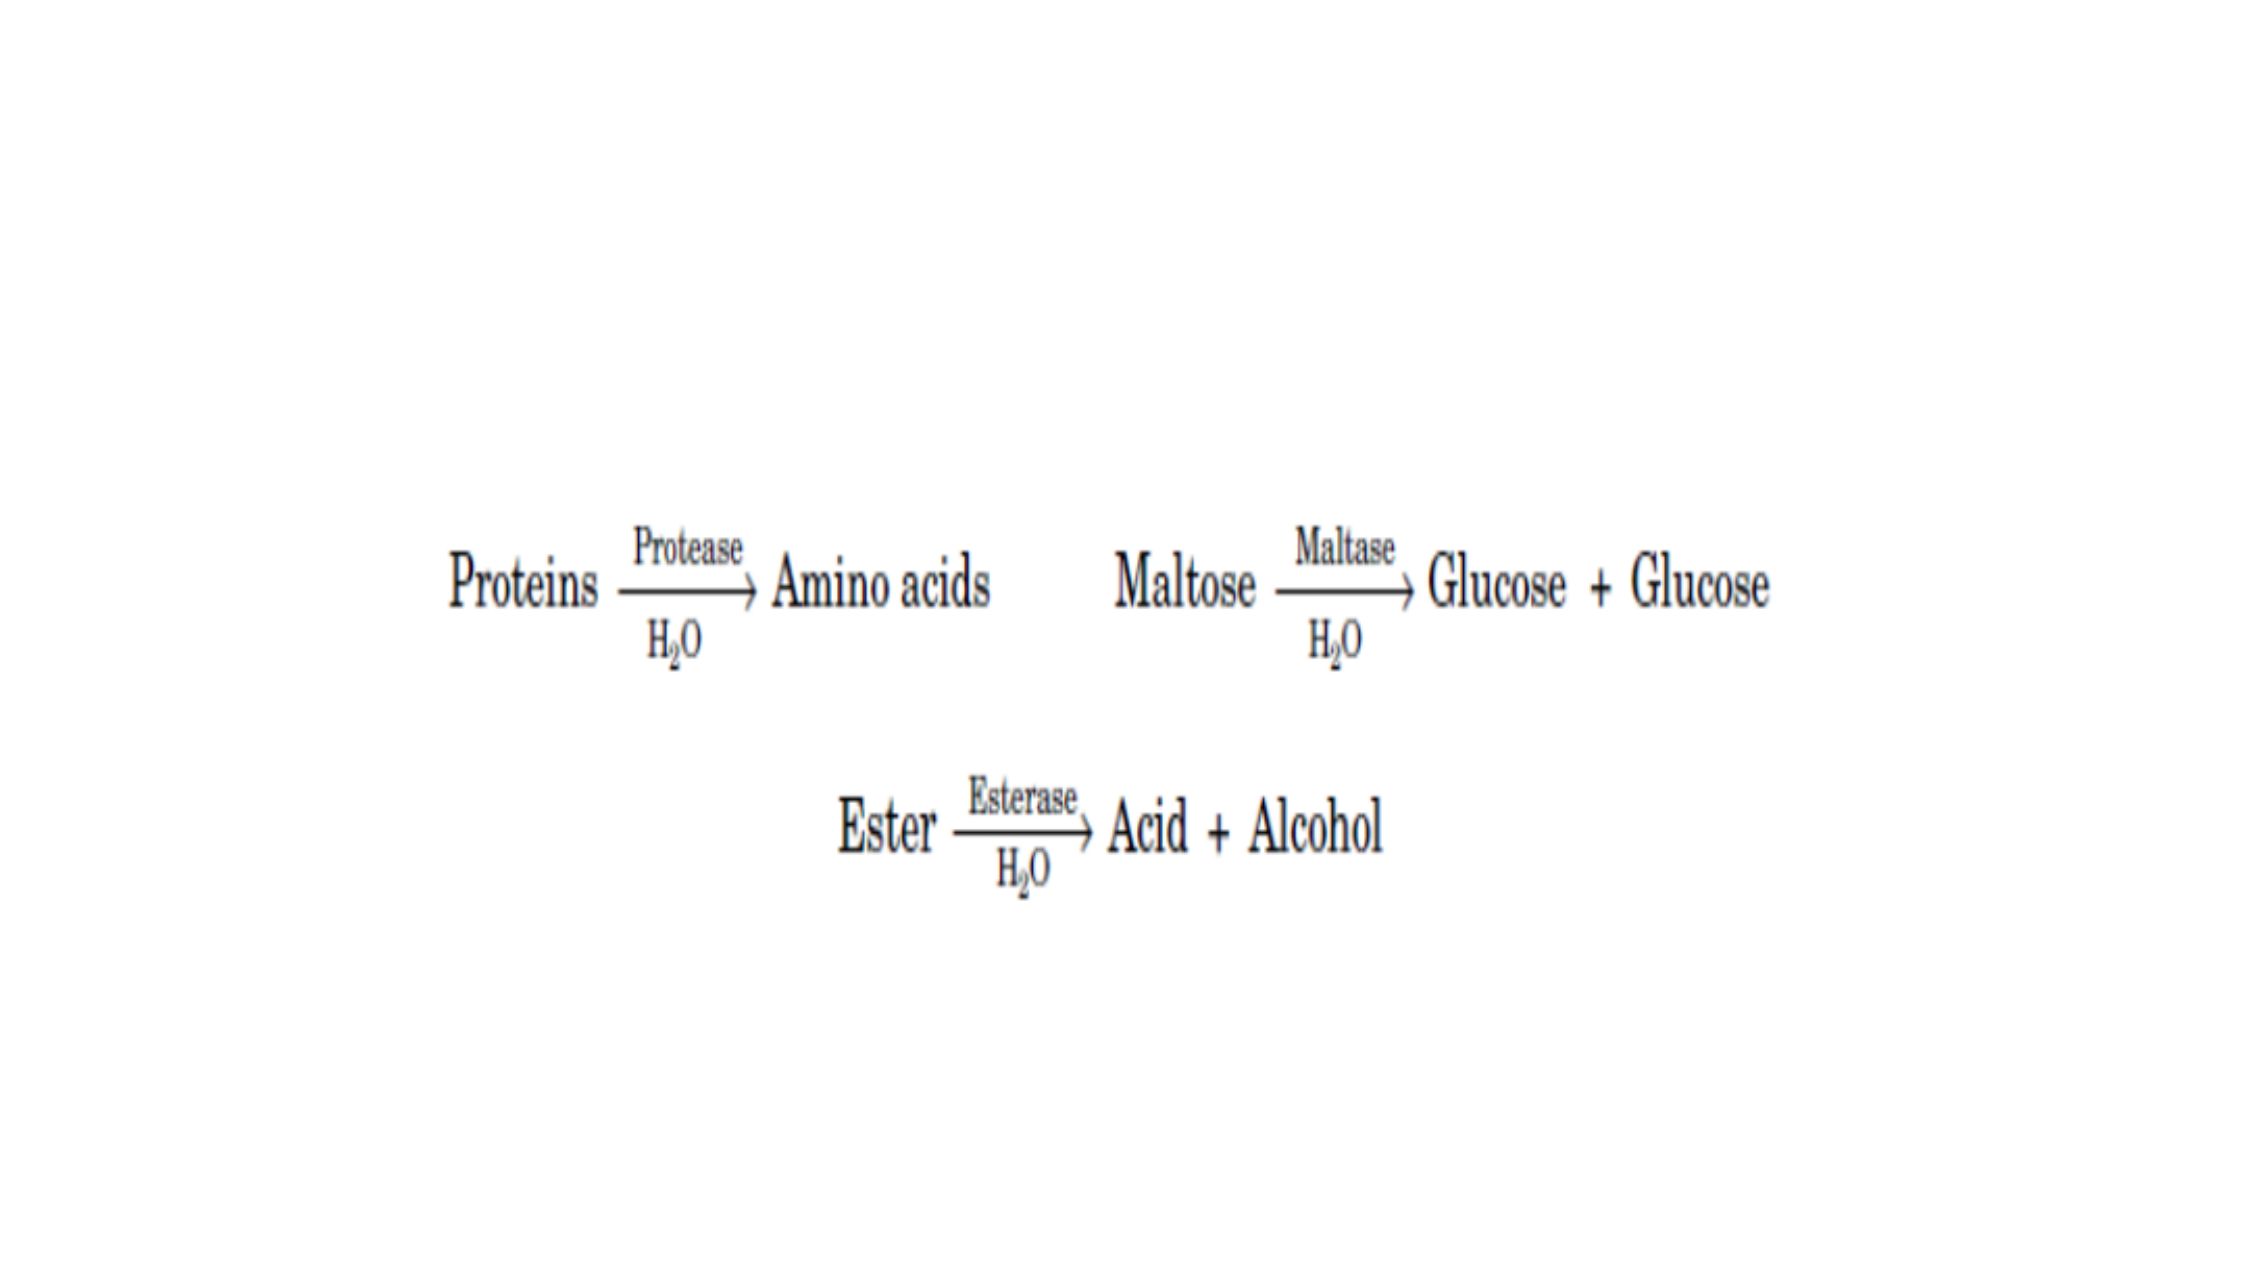 Proteins Protease H₂O Amino acids
Maltose Maltase H₂O Glucose + Glucose
Ester Esterase H₂O Acid + Alcohol